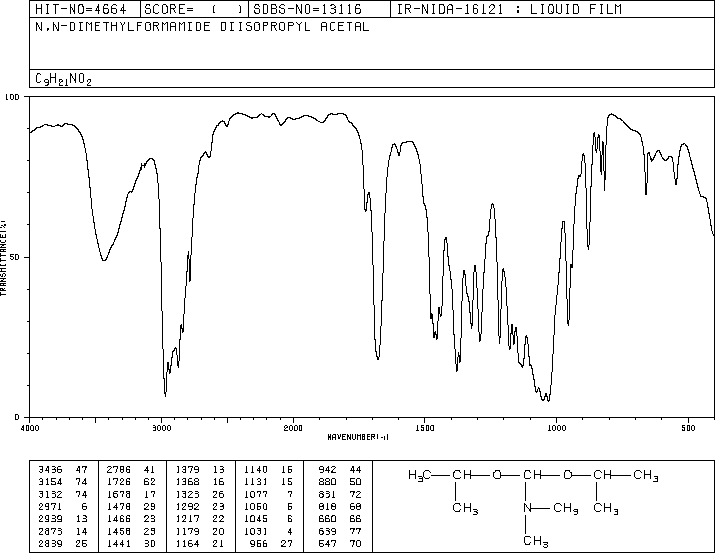 HIT-NO=4664 SCORE= ( ) SDBS-NO=13116 IR-NIDA-16121 : LIQUID FILM
N,N-DIMETHYLFORMAMIDE DIISOPROPYL ACETAL
C9H21NO2
100
50
0
TRANSMITTANCE(%)
4000 3000 2000 1500 1000 500
WAVENUMBER(-1)
3436 47 2786 41 1379 13 1140 16 942 44
3154 74 1726 62 1368 16 1131 15 880 50
3132 74 1678 17 1323 26 1077 7 831 72
2971 6 1478 29 1292 23 1060 5 818 68
2939 13 1466 23 1217 22 1045 6 660 66
2873 14 1458 25 1179 20 1031 4 639 77
2839 25 1441 30 1164 21 956 27 547 70
H3C CH O CH O CH CH3
CH3 N CH3 CH3
CH3